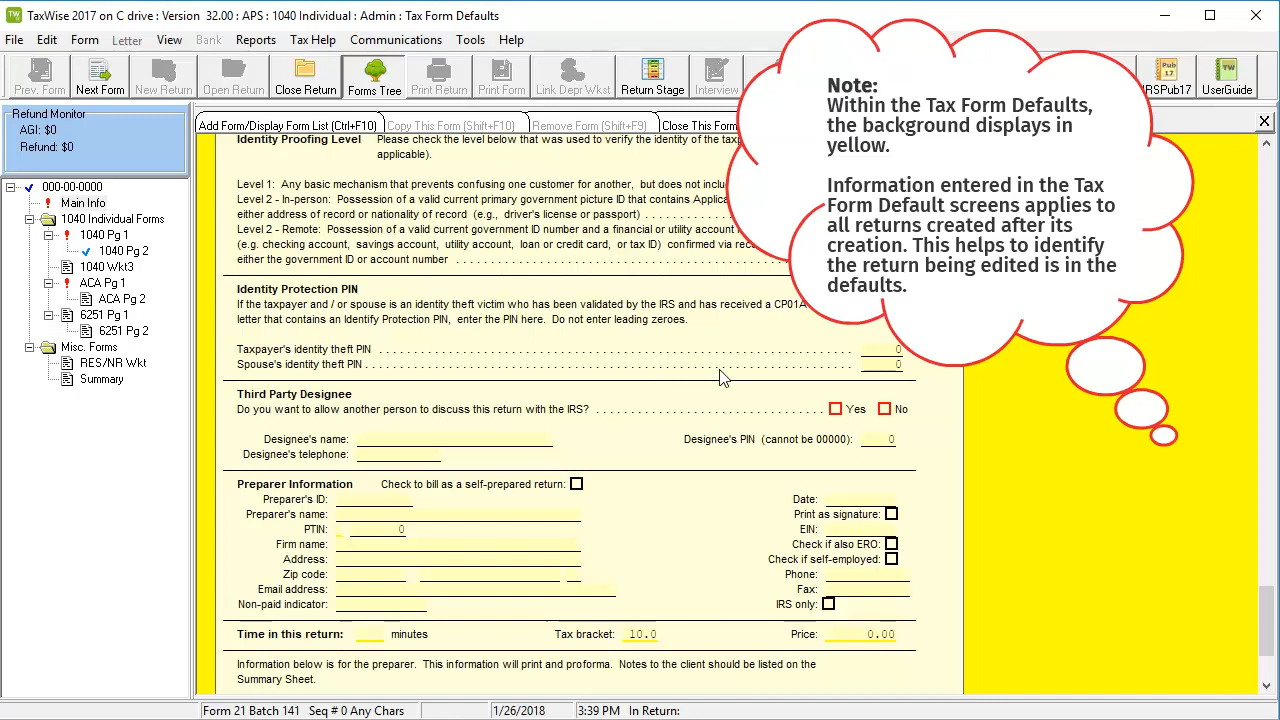 TaxWise 2017 on C drive : Version 32.00 : APS : 1040 Individual : Admin : Tax Form Defaults
File Edit Form Letter View Bank Reports Tax Help Communications Tools Help
Prev. Form Next Form New Return Open Return Close Return Forms Tree Print Return Print Form Link Depr Wkst Return Stage Interview IRSPub17 UserGuide
Refund Monitor
AGI: $0
Refund: $0
Add Form/Display Form List (Ctrl+F10) Copy This Form (Shift+F10) Remove Form (Shift+F9) Close This Form
000-00-0000
Main Info
1040 Individual Forms
1040 Pg 1
1040 Pg 2
1040 Wkt3
ACA Pg 1
ACA Pg 2
6251 Pg 1
6251 Pg 2
Misc. Forms
RES/NR Wkt
Summary
Identity Proofing Level Please check the level below that was used to verify the identity of the
applicable).
Level 1: Any basic mechanism that prevents confusing one customer for another, but does not
Level 2 - In-person: Possession of a valid current primary government picture ID that contains
either address of record or nationality of record (e.g., driver's license or passport)
Level 2 - Remote: Possession of a valid current government ID number and a financial or utility account
(e.g. checking account, savings account, utility account, loan or credit card, or tax ID) confirmed via
either the government ID or account number
Identity Protection PIN
If the taxpayer and / or spouse is an identity theft victim who has been validated by the IRS and has received a CP01A
letter that contains an Identify Protection PIN, enter the PIN here. Do not enter leading zeroes.
Taxpayer's identity theft PIN 0
Spouse's identity theft PIN 0
Third Party Designee
Do you want to allow another person to discuss this return with the IRS? Yes No
Designee's name: Designee's PIN (cannot be 00000): 0
Designee's telephone:
Preparer Information Check to bill as a self-prepared return:
Preparer's ID: Date:
Preparer's name: Print as signature:
PTIN: 0 EIN:
Firm name: Check if also ERO:
Address: Check if self-employed:
Zip code: Phone:
Email address: Fax:
Non-paid indicator: IRS only:
Time in this return: minutes Tax bracket: 10.0 Price: 0.00
Information below is for the preparer. This information will print and proforma. Notes to the client should be listed on the
Summary Sheet.
Note:
Within the Tax Form Defaults,
the background displays in
yellow.
Information entered in the Tax
Form Default screens applies to
all returns created after its
creation. This helps to identify
the return being edited is in the
defaults.
Form 21 Batch 141 Seq # 0 Any Chars 1/26/2018 3:39 PM In Return: